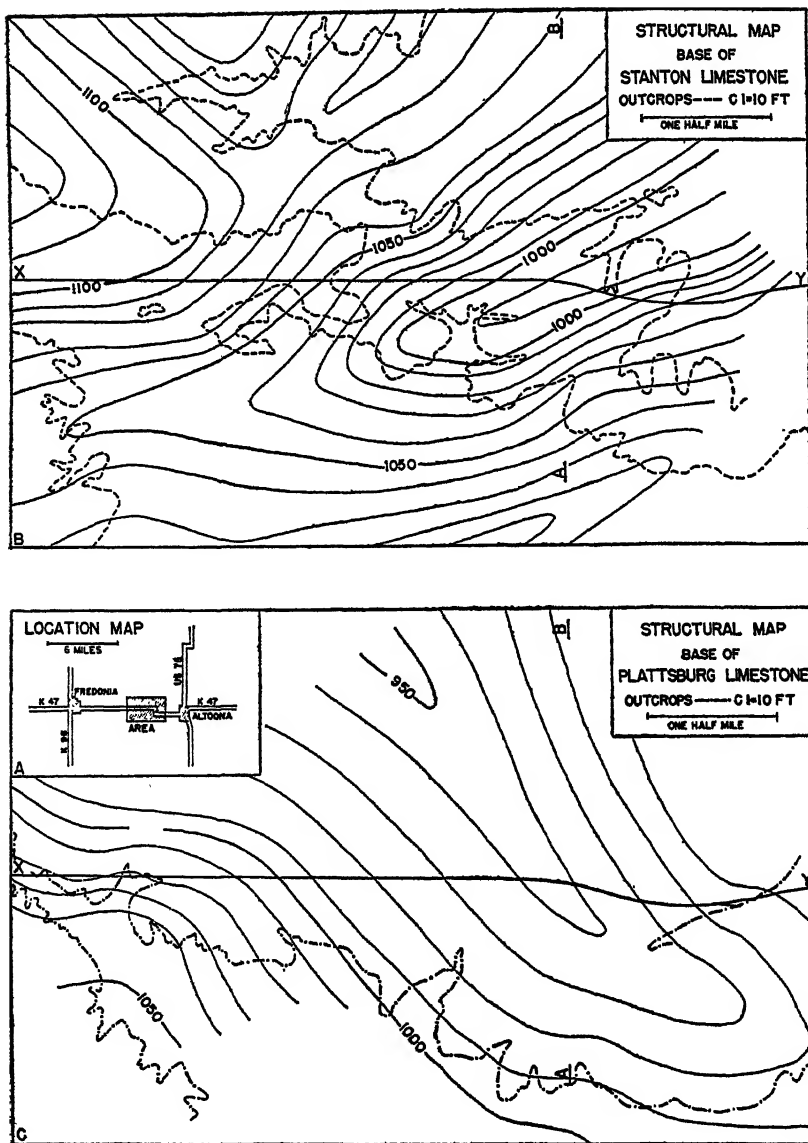 B
STRUCTURAL MAP
BASE OF
STANTON LIMESTONE
OUTCROPS---- C I=10 FT
ONE HALF MILE
1100
1050
1000
X
Y
1100
1000
1050
A
B
LOCATION MAP
6 MILES
US 75
K 47
FREDONIA
K 47
AREA
ALTOONA
K 96
A
B
STRUCTURAL MAP
BASE OF
PLATTSBURG LIMESTONE
OUTCROPS C I=10 FT
ONE HALF MILE
950
X
Y
1050
1000
A
C